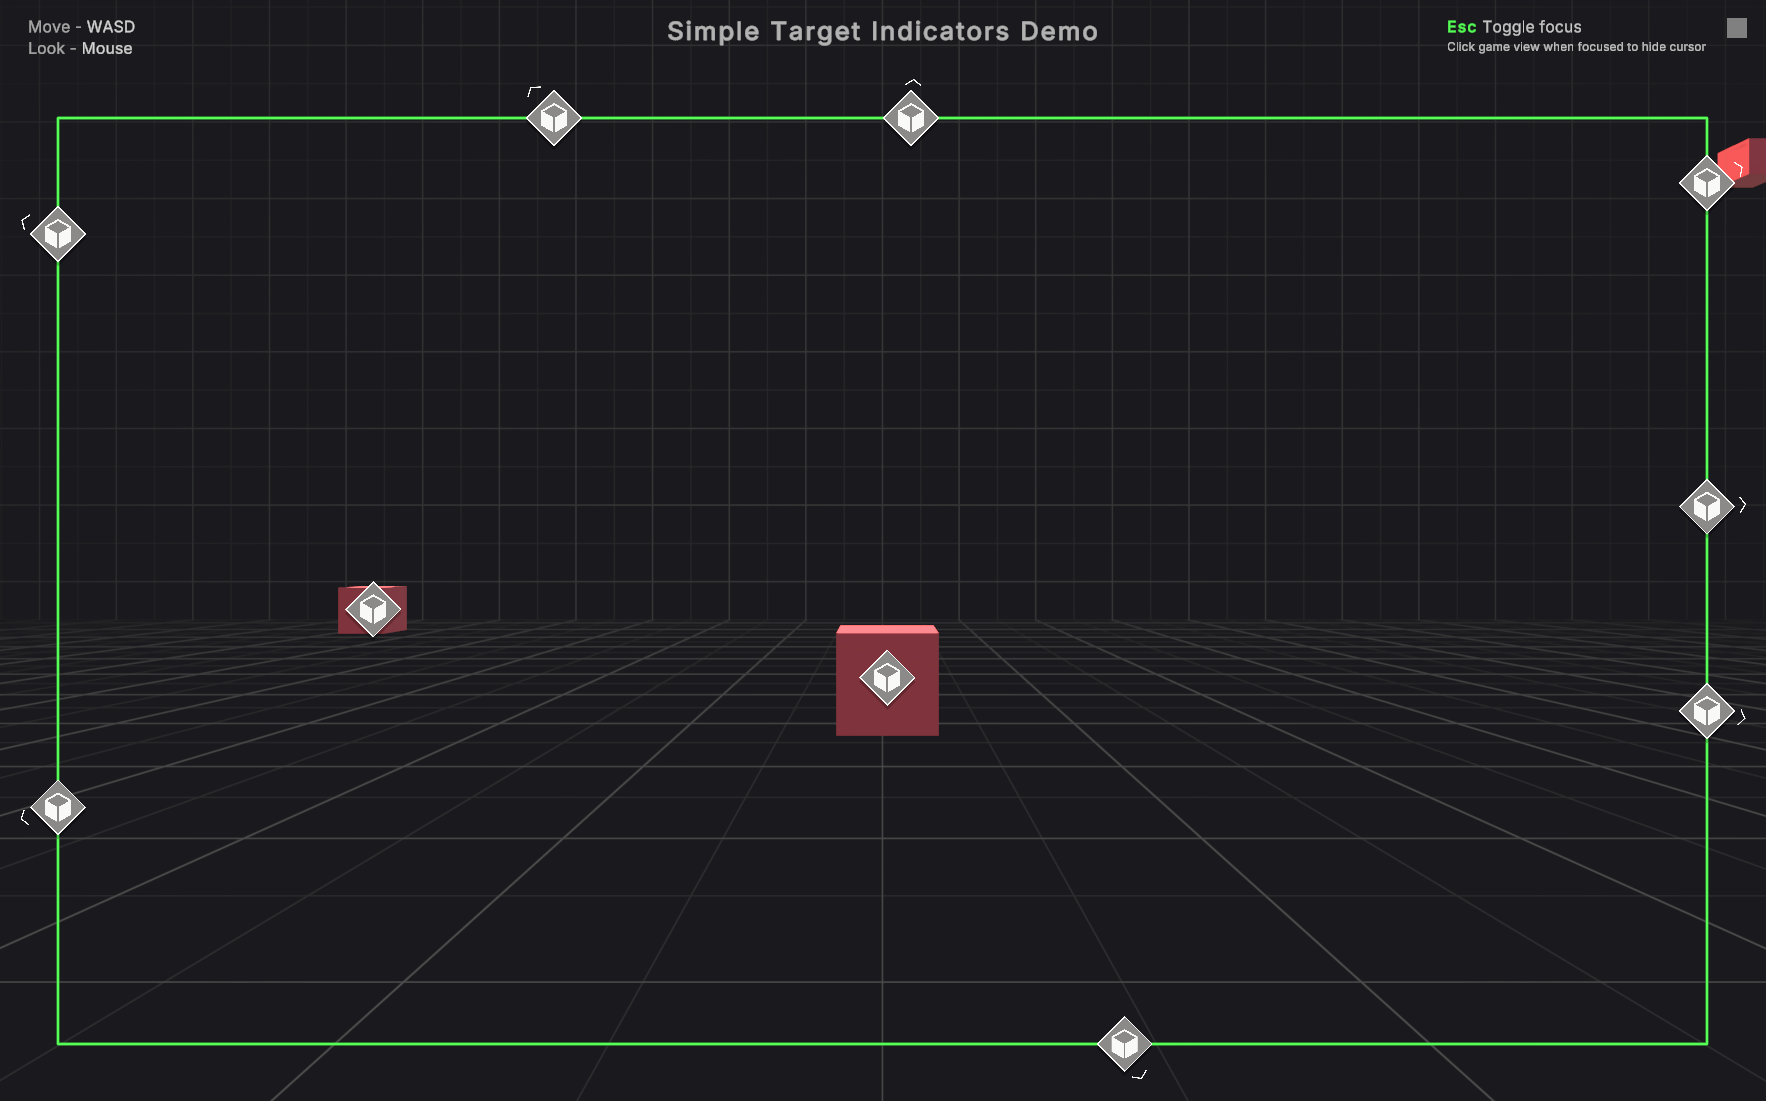 Move - WASD
Look - Mouse
Simple Target Indicators Demo
Esc Toggle focus
Click game view when focused to hide cursor